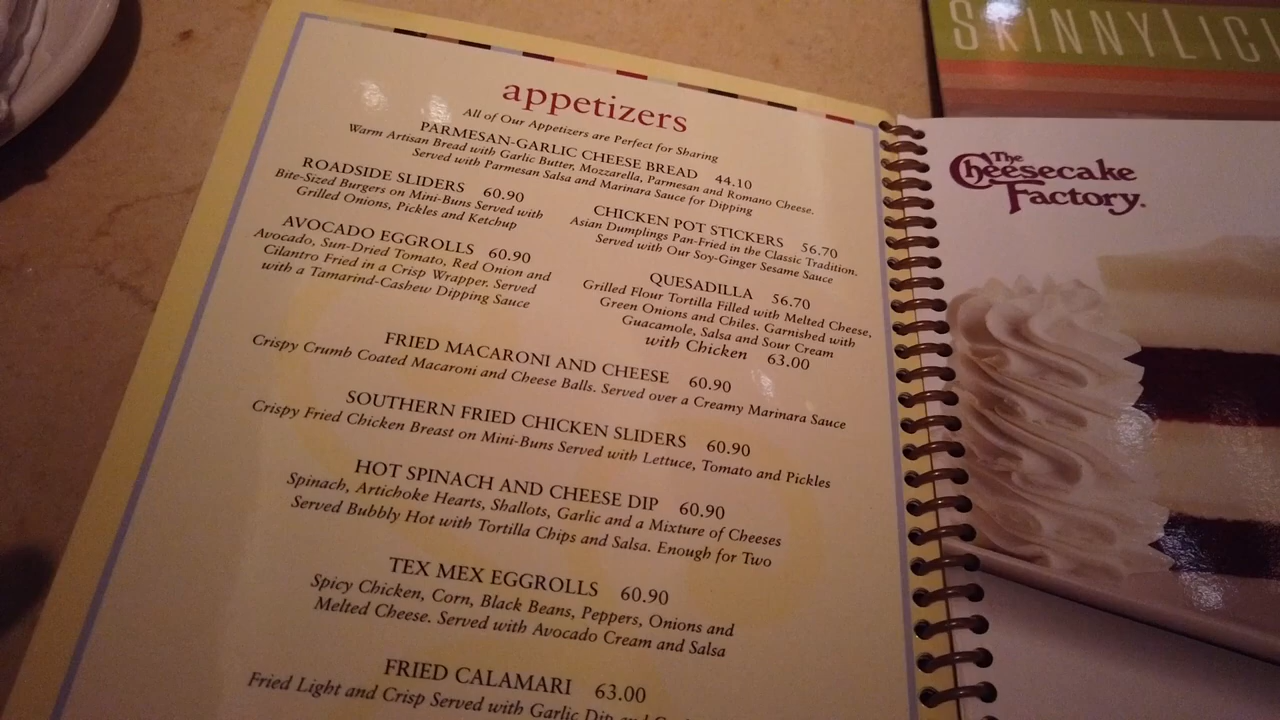 appetizers
All of Our Appetizers are Perfect for Sharing
PARMESAN-GARLIC CHEESE BREAD 44.10
Warm Artisan Bread with Garlic Butter, Mozzarella, Parmesan and Romano Cheese.
Served with Parmesan Salsa and Marinara Sauce for Dipping
ROADSIDE SLIDERS 60.90
Bite-Sized Burgers on Mini-Buns Served with
Grilled Onions, Pickles and Ketchup
AVOCADO EGGROLLS 60.90
Avocado, Sun-Dried Tomato, Red Onion and
Cilantro Fried in a Crisp Wrapper. Served
with a Tamarind-Cashew Dipping Sauce
CHICKEN POT STICKERS 56.70
Asian Dumplings Pan-Fried in the Classic Tradition.
Served with Our Soy-Ginger Sesame Sauce
QUESADILLA 56.70
Grilled Flour Tortilla Filled with Melted Cheese,
Green Onions and Chiles. Garnished with
Guacamole, Salsa and Sour Cream
with Chicken 63.00
FRIED MACARONI AND CHEESE 60.90
Crispy Crumb Coated Macaroni and Cheese Balls. Served over a Creamy Marinara Sauce
SOUTHERN FRIED CHICKEN SLIDERS 60.90
Crispy Fried Chicken Breast on Mini-Buns Served with Lettuce, Tomato and Pickles
HOT SPINACH AND CHEESE DIP 60.90
Spinach, Artichoke Hearts, Shallots, Garlic and a Mixture of Cheeses
Served Bubbly Hot with Tortilla Chips and Salsa. Enough for Two
TEX MEX EGGROLLS 60.90
Spicy Chicken, Corn, Black Beans, Peppers, Onions and
Melted Cheese. Served with Avocado Cream and Salsa
FRIED CALAMARI 63.00
Fried Light and Crisp Served with Garlic Dip and
SKINNYLICI
The
Cheesecake
Factory.